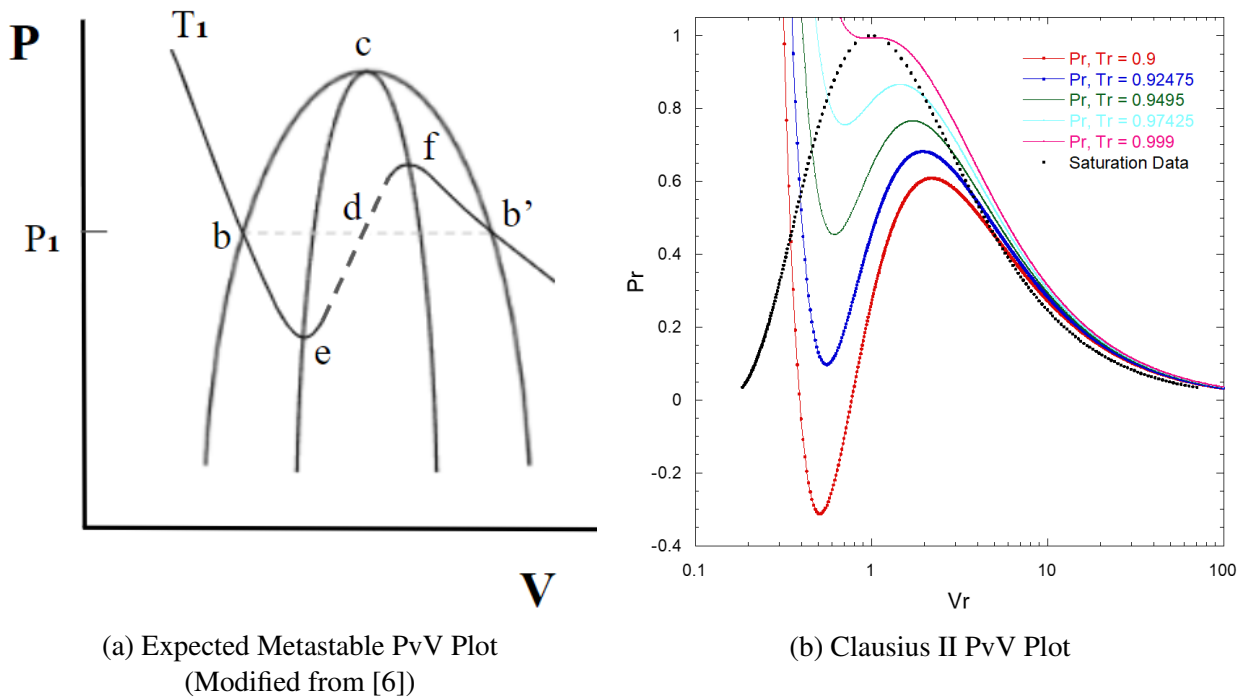 P
T1
c
f
d
b
b’
P1
e
V
(a) Expected Metastable PvV Plot
(Modified from [6])
1
0.8
0.6
0.4
0.2
0
-0.2
-0.4
Pr
Pr, Tr = 0.9
Pr, Tr = 0.92475
Pr, Tr = 0.9495
Pr, Tr = 0.97425
Pr, Tr = 0.999
Saturation Data
0.1
1
10
100
Vr
(b) Clausius II PvV Plot